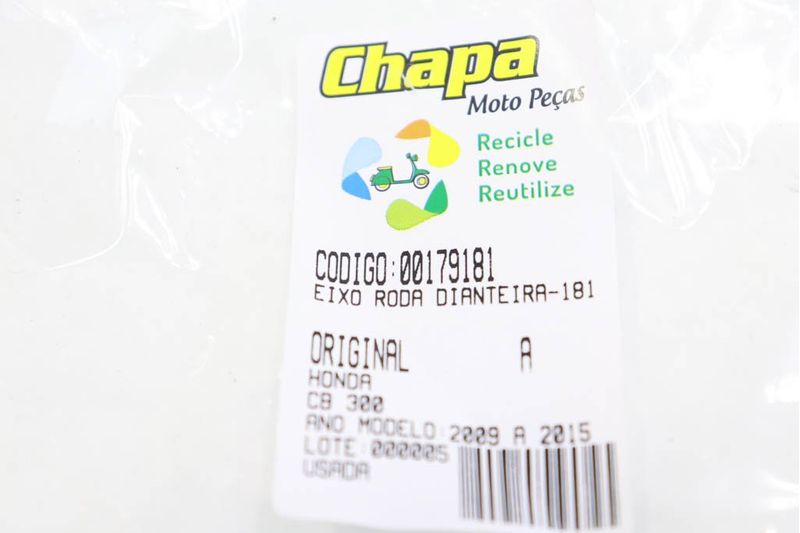 Chapa
Moto Peças
Recicle
Renove
Reutilize
CODIGO:00179181
EIXO RODA DIANTEIRA-181
ORIGINAL A
HONDA
CB 300
ANO MODELO:2009 A 2015
LOTE:000005
USADA